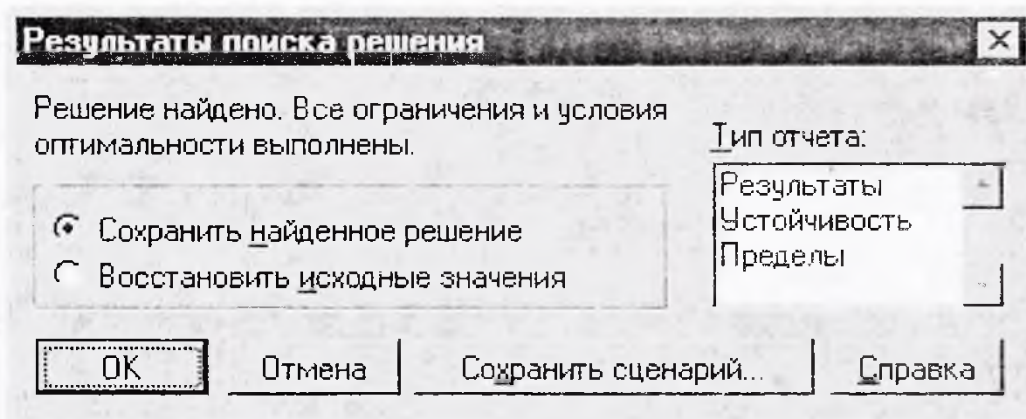 Результаты поиска решения
Решение найдено. Все ограничения и условия
оптимальности выполнены.
Тип отчета:
Результаты
Устойчивость
Пределы
Сохранить найденное решение
Восстановить исходные значения
OK
Отмена
Сохранить сценарий...
Справка